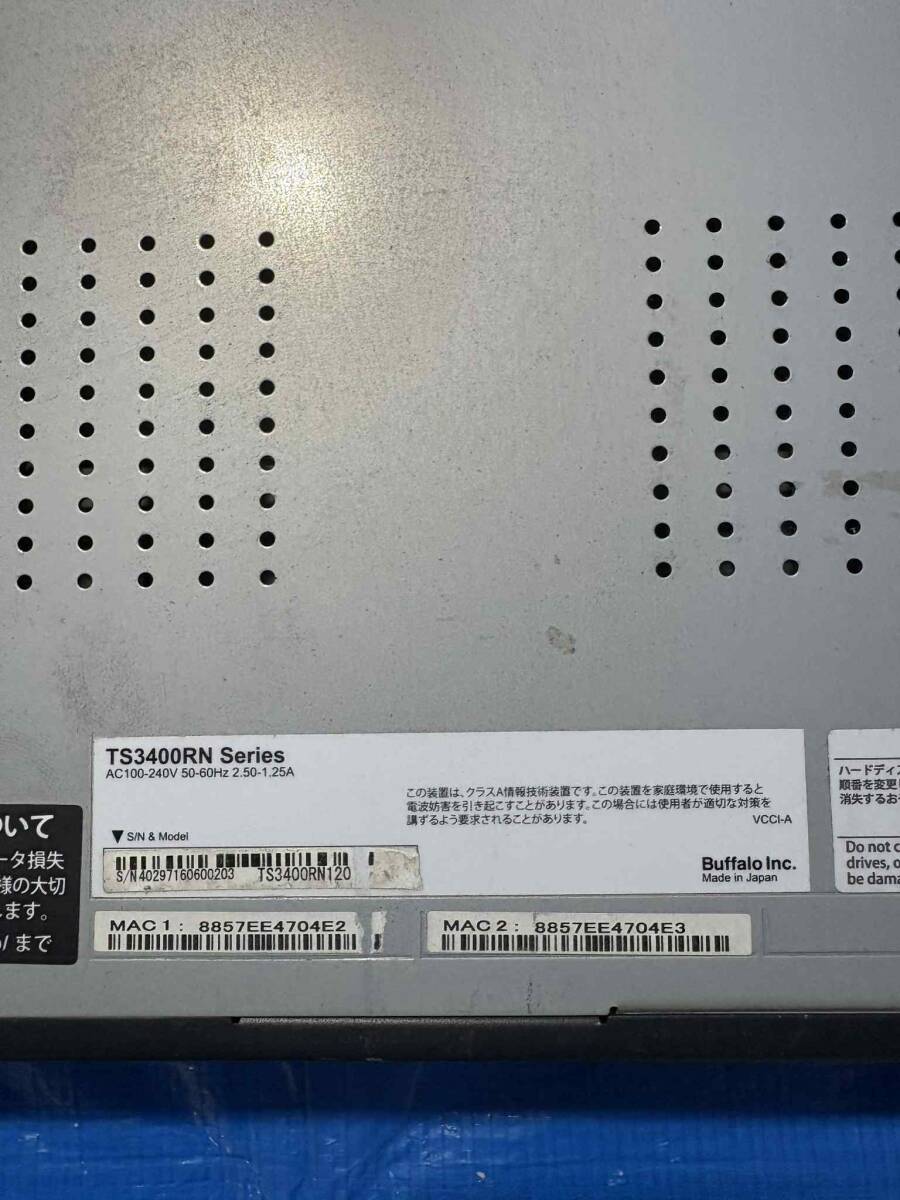 TS3400RN Series
AC100-240V 50-60Hz 2.50-1.25A
この装置は、クラスA情報技術装置です。この装置を家庭環境で使用すると
電波妨害を引き起こすことがあります。この場合には使用者が適切な対策を
講ずるよう要求されることがあります。
VCCI-A
▼ S/N & Model
S/N 40297160600203 TS3400RN120
Buffalo Inc.
Made in Japan
MAC 1 : 8857EE4704E2
MAC 2 : 8857EE4704E3
ついて
ータ損失
様の大切
します。
/ まで
ハードディ
順番を変更
消失するお
Do not
drives,
be dama